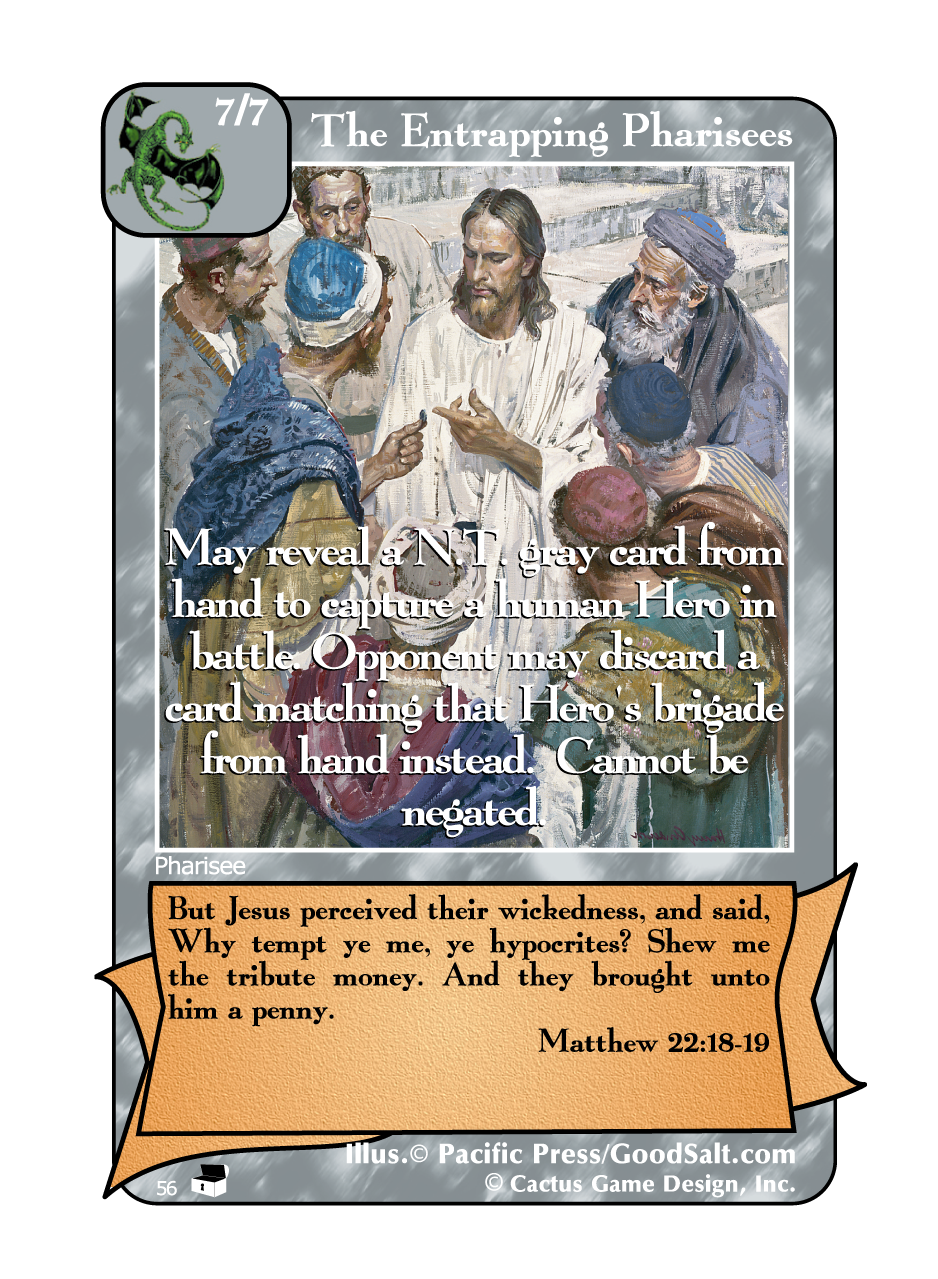 7/7
The Entrapping Pharisees
May reveal a N.T. gray card from
hand to capture a human Hero in
battle. Opponent may discard a
card matching that Hero's brigade
from hand instead. Cannot be
negated.
Pharisee
But Jesus perceived their wickedness, and said,
Why tempt ye me, ye hypocrites? Shew me
the tribute money. And they brought unto
him a penny.
Matthew 22:18-19
Illus.© Pacific Press/GoodSalt.com
56
© Cactus Game Design, Inc.